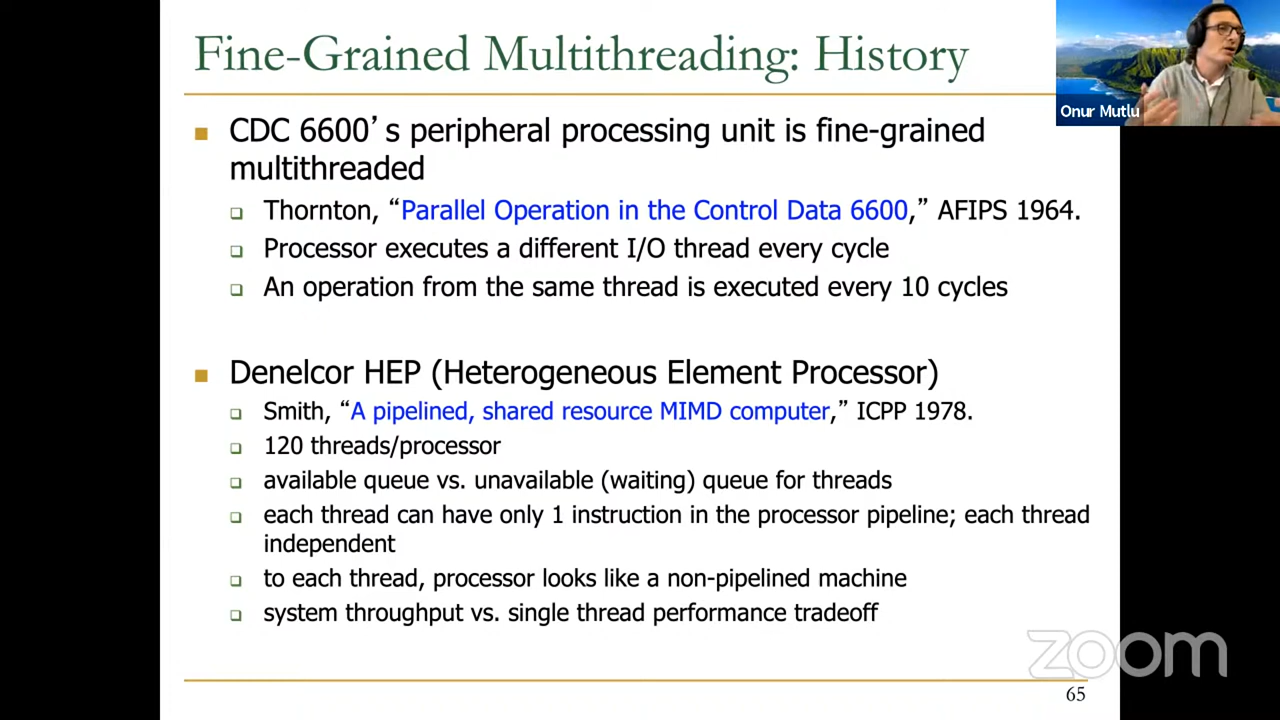 Fine-Grained Multithreading: History
Onur Mutlu
CDC 6600’s peripheral processing unit is fine-grained
multithreaded
Thornton, “Parallel Operation in the Control Data 6600,” AFIPS 1964.
Processor executes a different I/O thread every cycle
An operation from the same thread is executed every 10 cycles
Denelcor HEP (Heterogeneous Element Processor)
Smith, “A pipelined, shared resource MIMD computer,” ICPP 1978.
120 threads/processor
available queue vs. unavailable (waiting) queue for threads
each thread can have only 1 instruction in the processor pipeline; each thread
independent
to each thread, processor looks like a non-pipelined machine
system throughput vs. single thread performance tradeoff
zoom
65